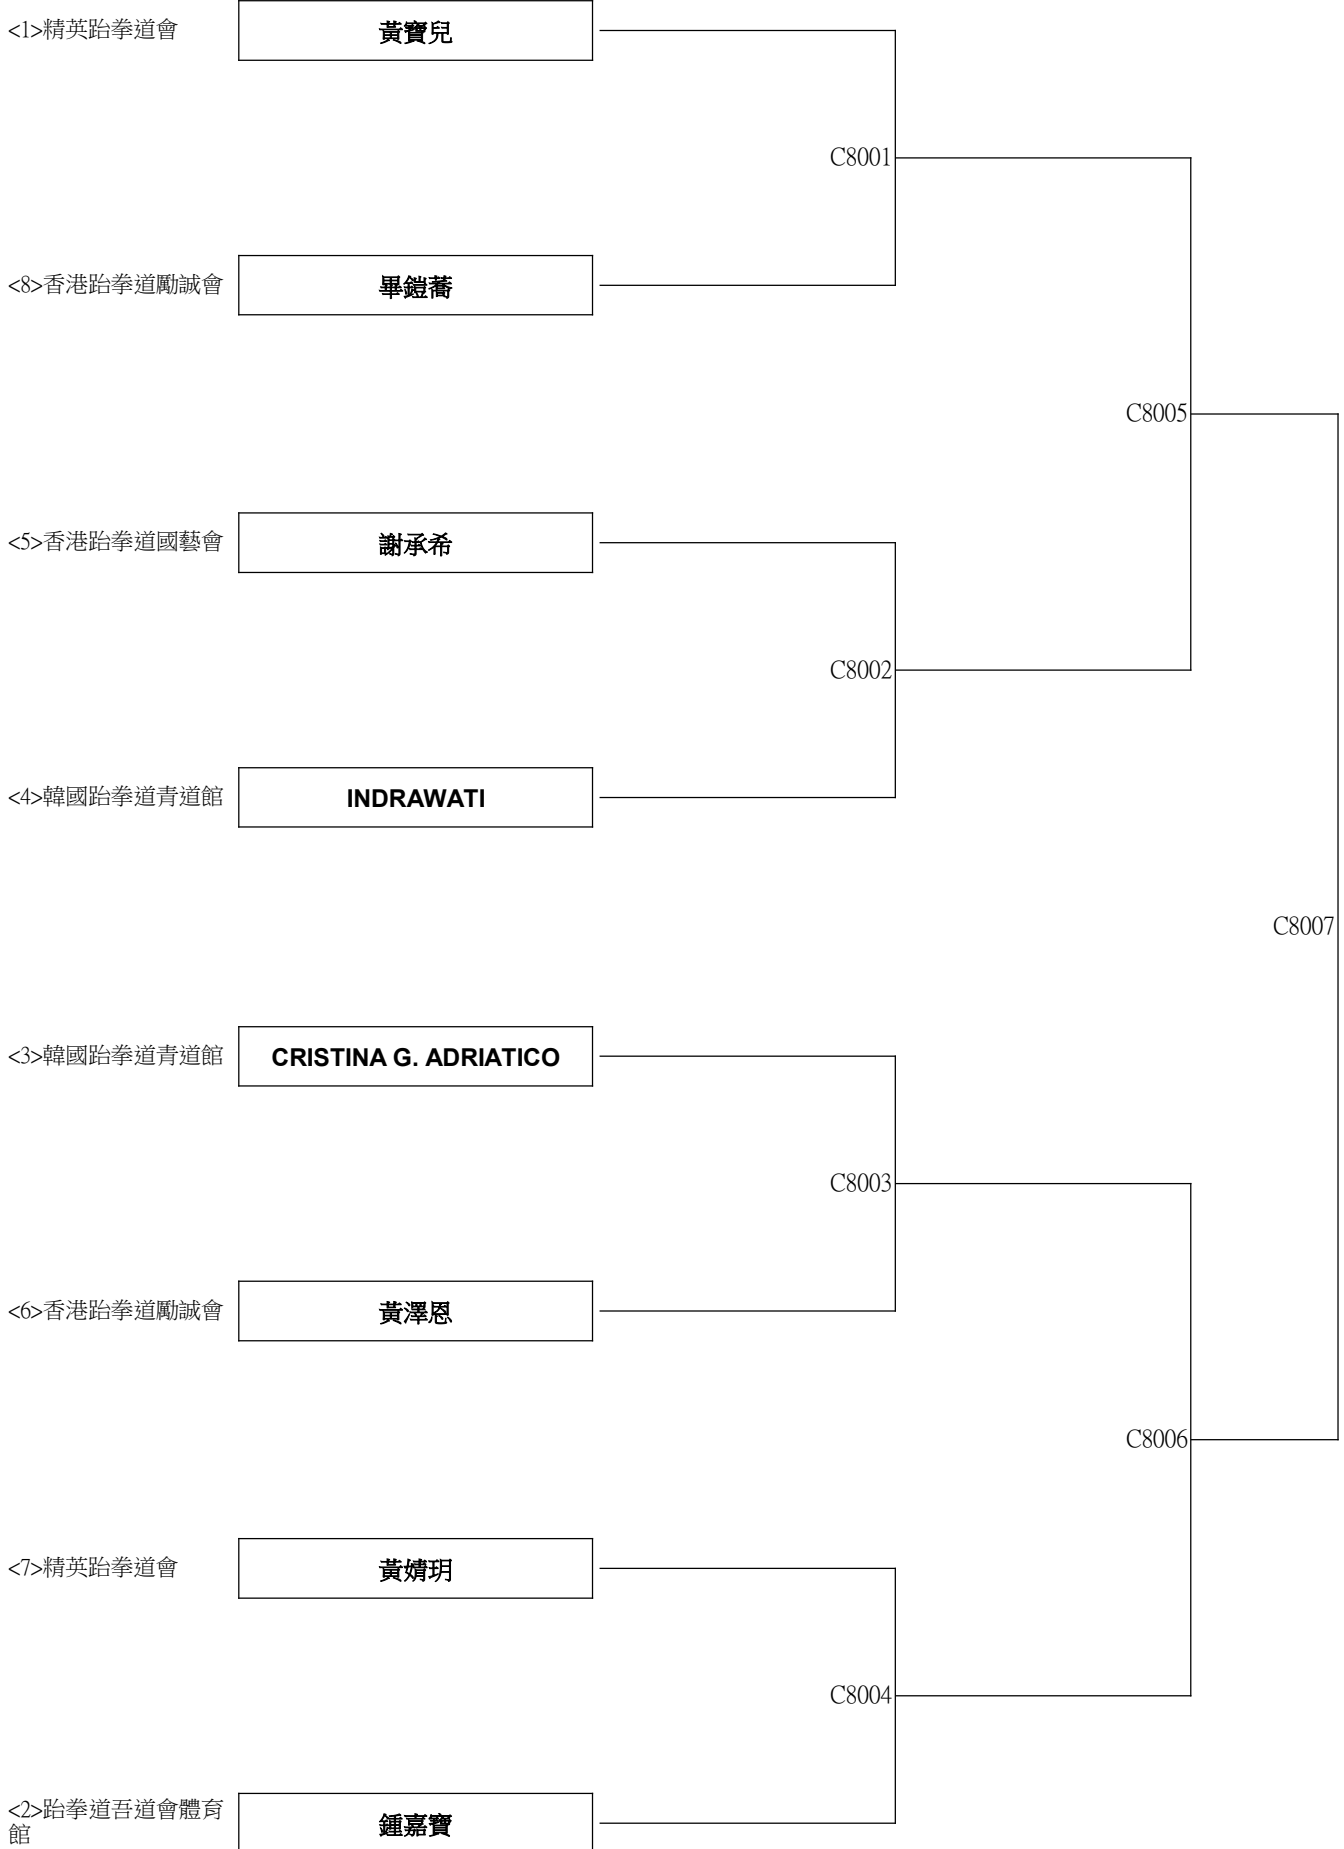 <1>精英跆拳道會
黃寶兒
C8001
<8>香港跆拳道勵誠會
畢鎧蕎
C8005
<5>香港跆拳道國藝會
謝承希
C8002
<4>韓國跆拳道青道館
INDRAWATI
C8007
<3>韓國跆拳道青道館
CRISTINA G. ADRIATICO
C8003
<6>香港跆拳道勵誠會
黃澤恩
C8006
<7>精英跆拳道會
黃婧玥
C8004
<2>跆拳道吾道會體育
館
鍾嘉寶